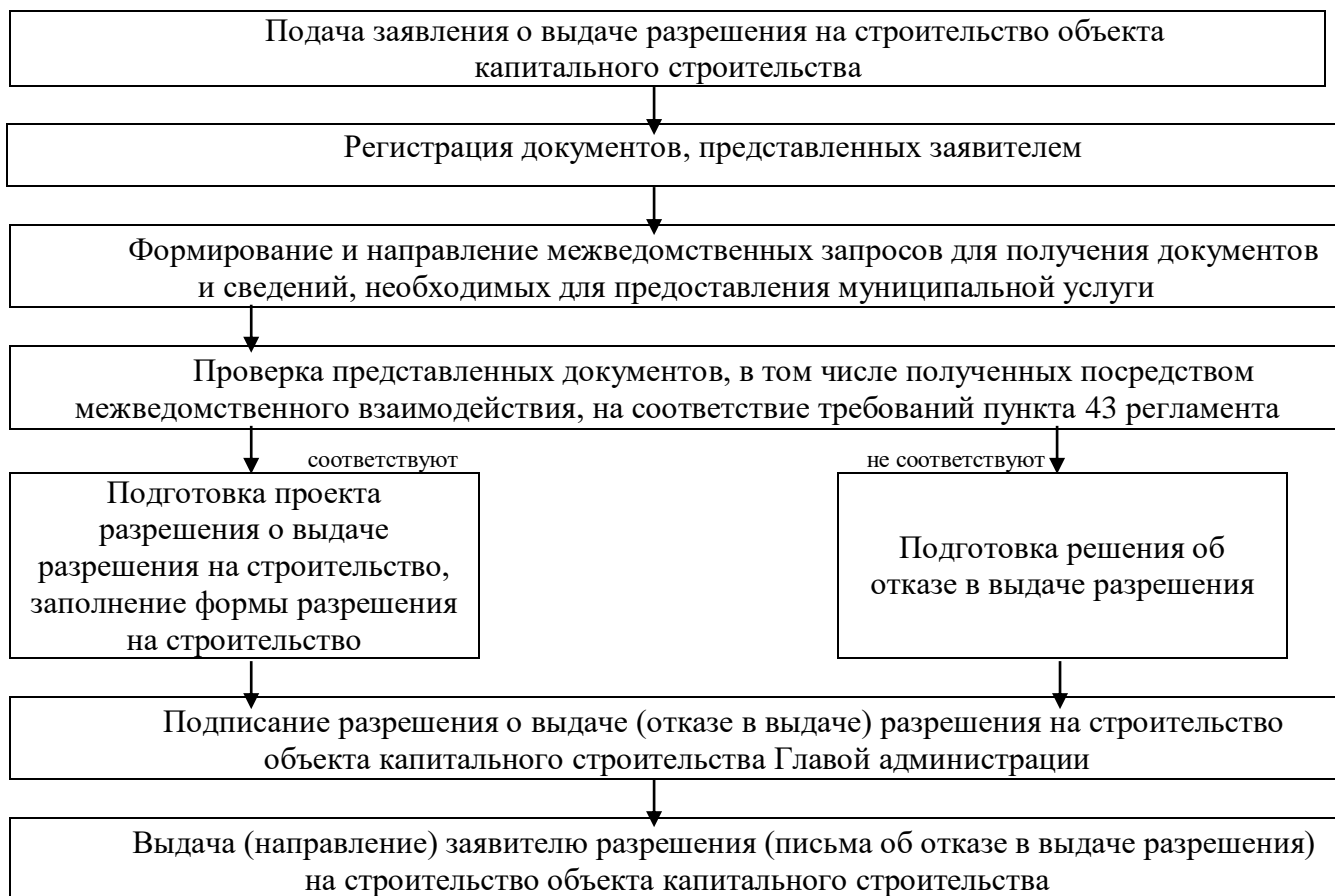 Подача заявления о выдаче разрешения на строительство объекта
капитального строительства
Регистрация документов, представленных заявителем
Формирование и направление межведомственных запросов для получения документов
и сведений, необходимых для предоставления муниципальной услуги
Проверка представленных документов, в том числе полученных посредством
межведомственного взаимодействия, на соответствие требований пункта 43 регламента
соответствуют
не соответствуют
Подготовка проекта
разрешения о выдаче
разрешения на строительство,
заполнение формы разрешения
на строительство
Подготовка решения об
отказе в выдаче разрешения
Подписание разрешения о выдаче (отказе в выдаче) разрешения на строительство
объекта капитального строительства Главой администрации
Выдача (направление) заявителю разрешения (письма об отказе в выдаче разрешения)
на строительство объекта капитального строительства